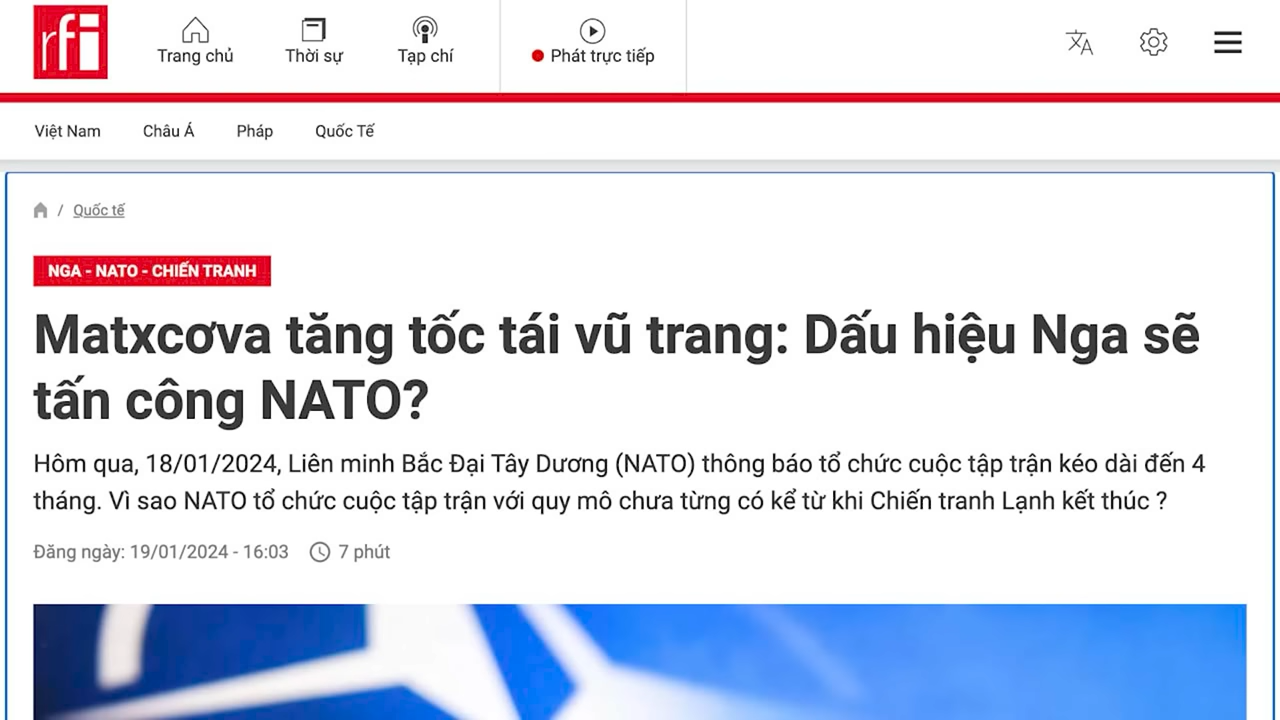 rfi
Trang chủ
Thời sự
Tạp chí
Phát trực tiếp
Việt Nam
Châu Á
Pháp
Quốc Tế
/ Quốc tế
NGA - NATO - CHIẾN TRANH
Matxcơva tăng tốc tái vũ trang: Dấu hiệu Nga sẽ
tấn công NATO?
Hôm qua, 18/01/2024, Liên minh Bắc Đại Tây Dương (NATO) thông báo tổ chức cuộc tập trận kéo dài đến 4
tháng. Vì sao NATO tổ chức cuộc tập trận với quy mô chưa từng có kể từ khi Chiến tranh Lạnh kết thúc ?
Đăng ngày: 19/01/2024 - 16:03 7 phút